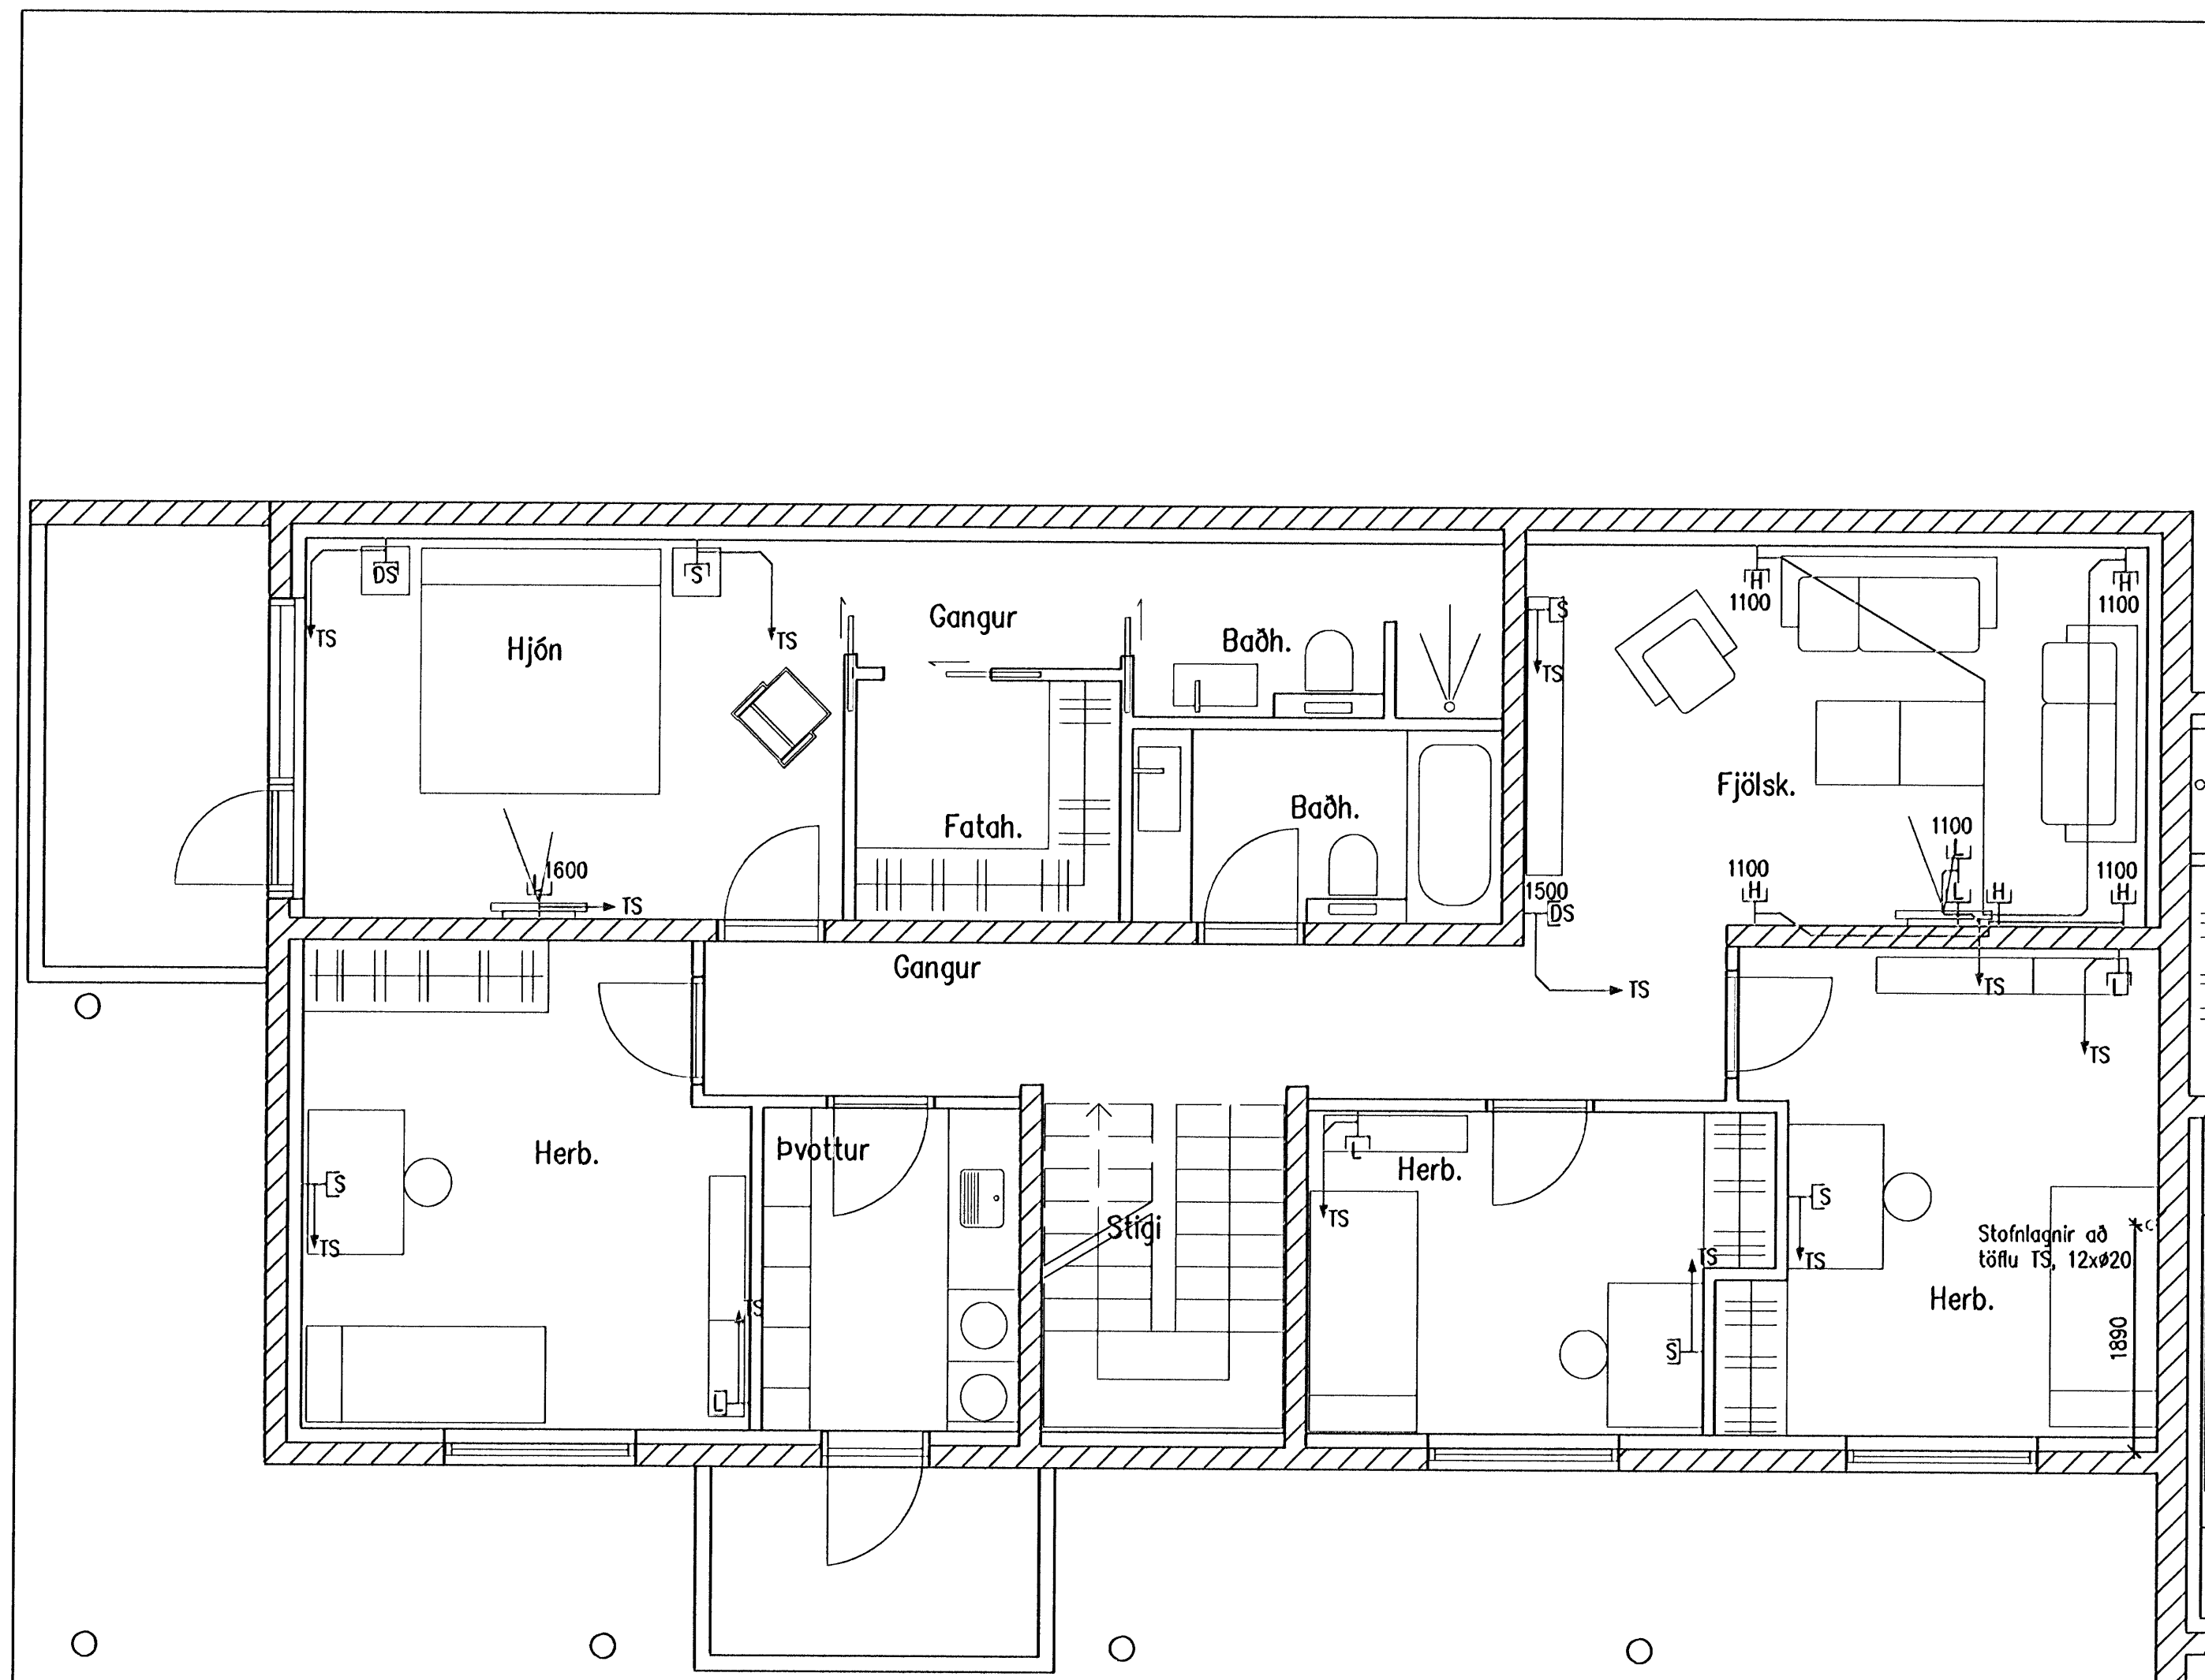 DS
S
TS
TS
Hjón
1600
L
TS
Gangur
Fatah.
Baðh.
Baðh.
S
TS
H
1100
H
1100
Fjölsk.
1100
L
1100
H
L
H
1100
H
1500
DS
TS
Gangur
TS
L
TS
Herb.
S
TS
TS
L
Þvottur
Stigi
L
TS
Herb.
TS
S
S
TS
Stofnlagnir að
töflu TS, 12xø20
Herb.
1890